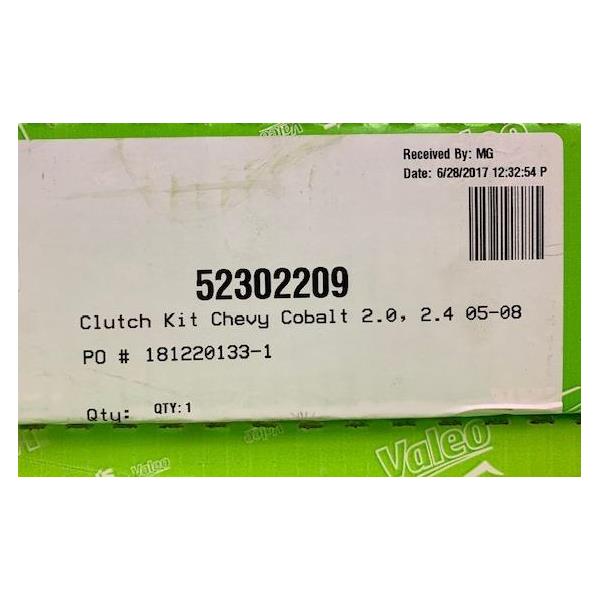 Valeo
Received By: MG
Date: 6/28/2017 12:32:54 P
52302209
Clutch Kit Chevy Cobalt 2.0, 2.4 05-08
PO # 181220133-1
Qty: QTY: 1
Valeo
Valeo